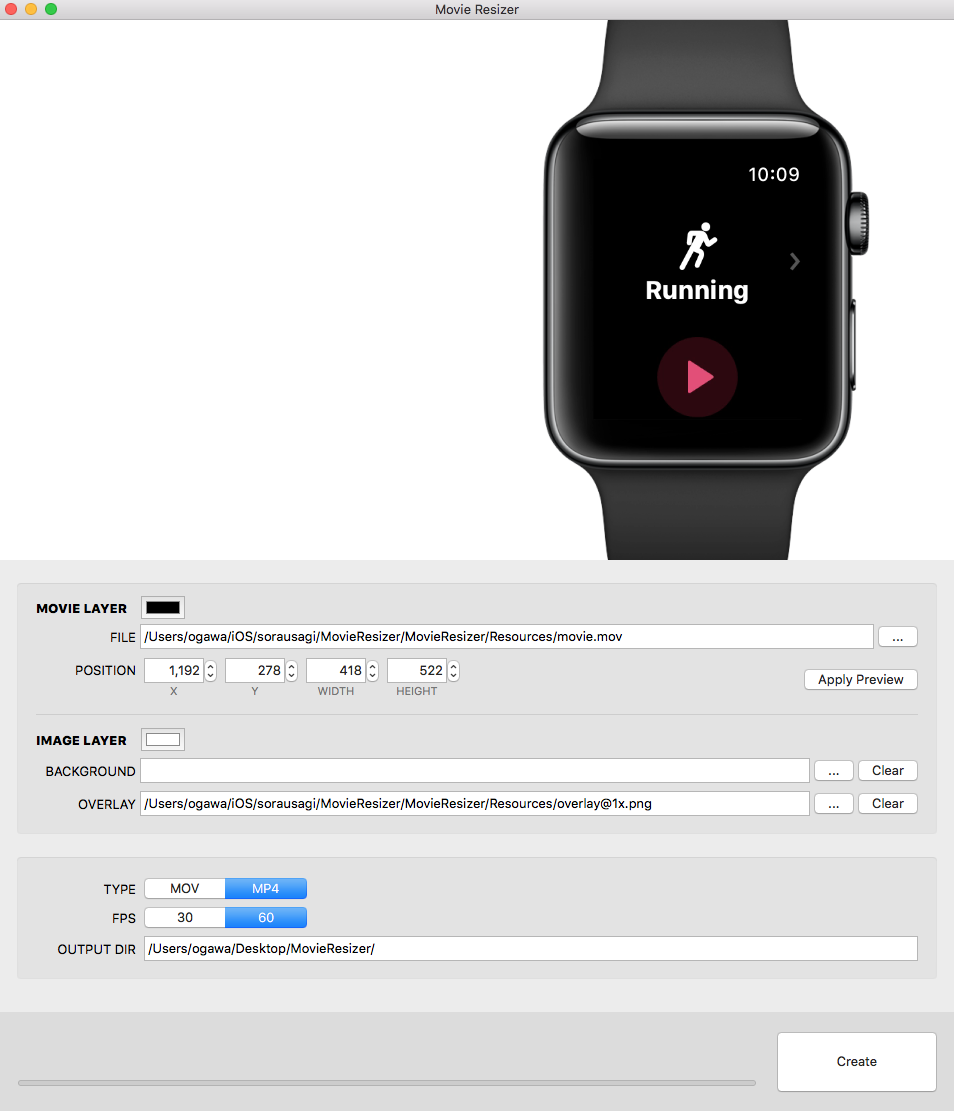 Movie Resizer
10:09
Running
MOVIE LAYER
FILE /Users/ogawa/iOS/sorausagi/MovieResizer/MovieResizer/Resources/movie.mov ...
POSITION 1,192 278 418 522
X Y WIDTH HEIGHT
Apply Preview
IMAGE LAYER
BACKGROUND ... Clear
OVERLAY /Users/ogawa/iOS/sorausagi/MovieResizer/MovieResizer/Resources/overlay@1x.png ... Clear
TYPE MOV MP4
FPS 30 60
OUTPUT DIR /Users/ogawa/Desktop/MovieResizer/
Create